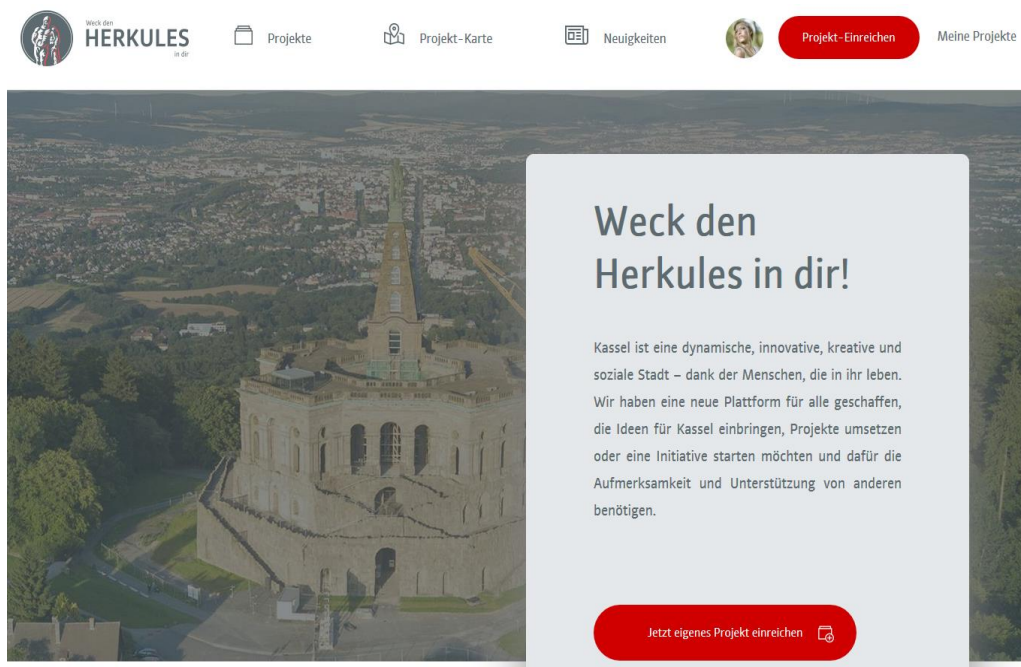 Weck den
HERKULES
in dir
Projekte
Projekt-Karte
Neuigkeiten
Projekt-Einreichen
Meine Projekte
Weck den
Herkules in dir!
Kassel ist eine dynamische, innovative, kreative und
soziale Stadt – dank der Menschen, die in ihr leben.
Wir haben eine neue Plattform für alle geschaffen,
die Ideen für Kassel einbringen, Projekte umsetzen
oder eine Initiative starten möchten und dafür die
Aufmerksamkeit und Unterstützung von anderen
benötigen.
Jetzt eigenes Projekt einreichen